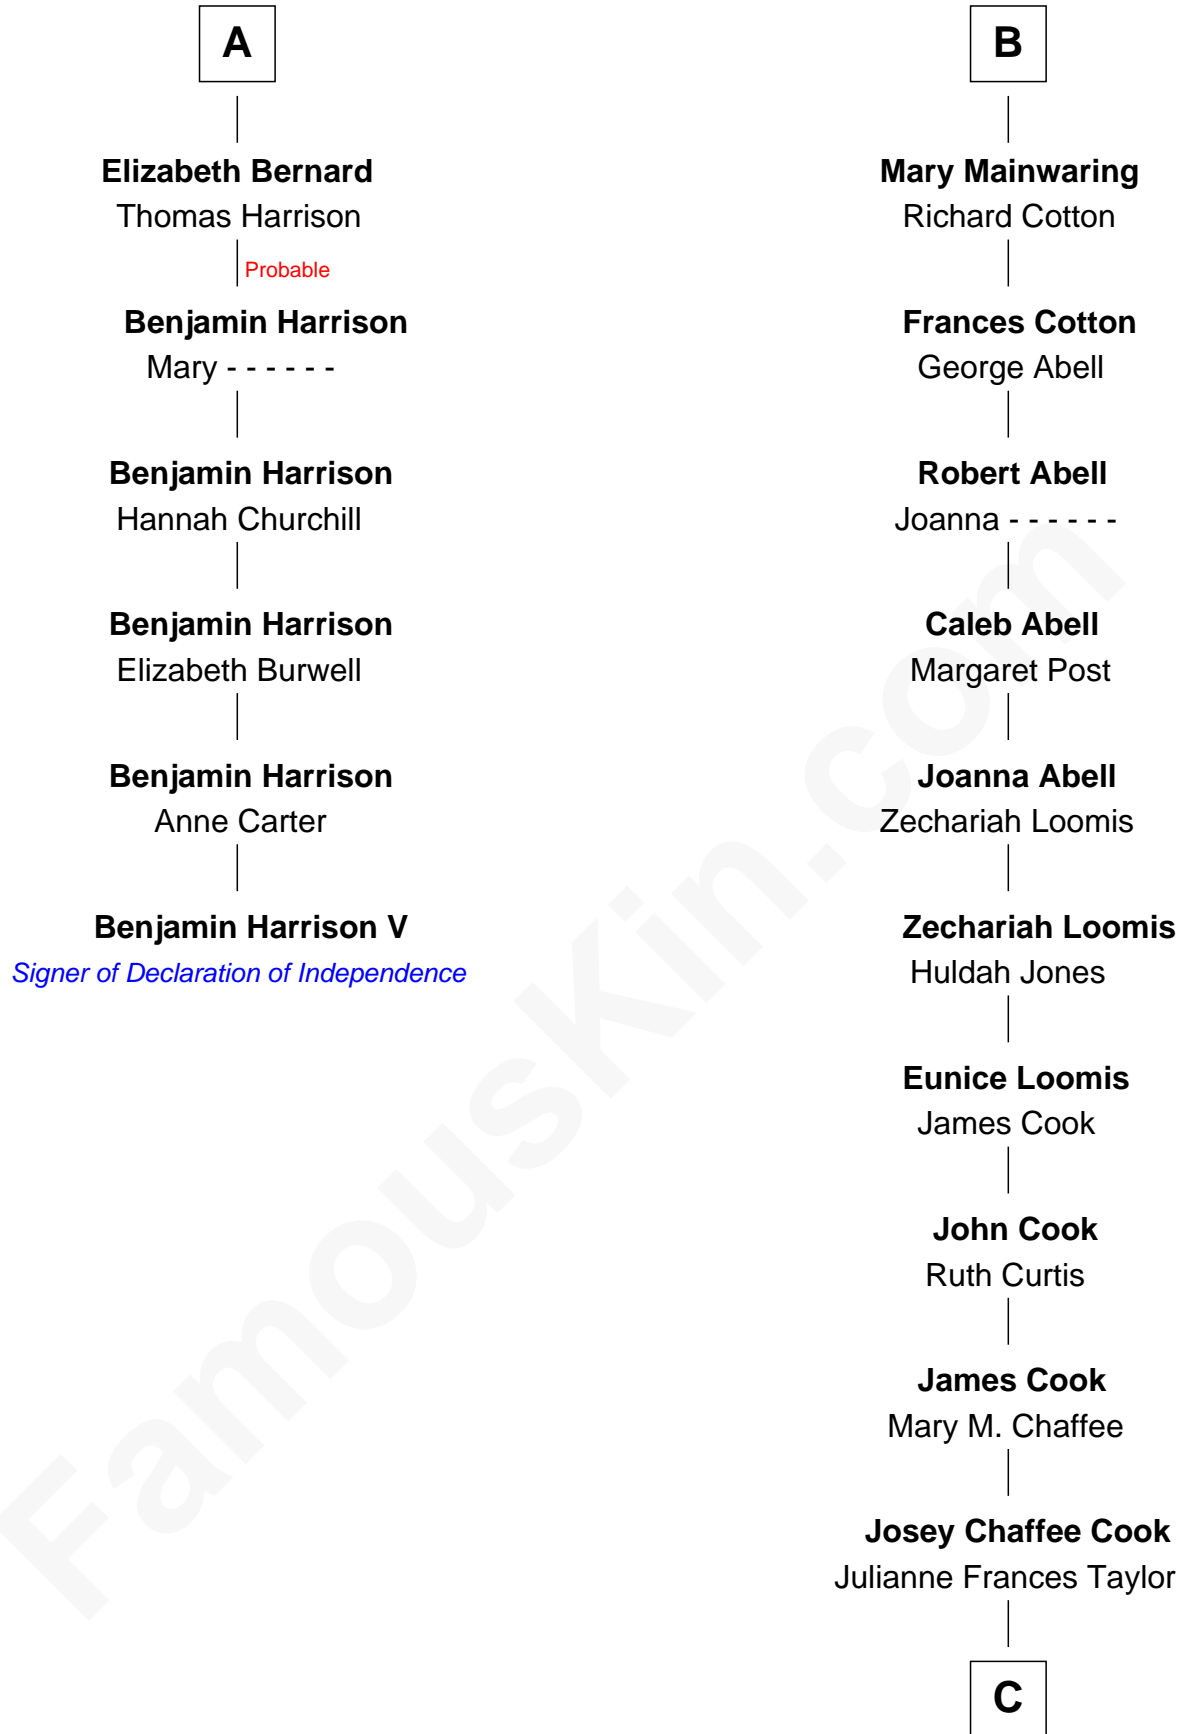 A
Elizabeth Bernard
Thomas Harrison
Probable
Benjamin Harrison
Mary - - - - - -
Benjamin Harrison
Hannah Churchill
Benjamin Harrison
Elizabeth Burwell
Benjamin Harrison
Anne Carter
Benjamin Harrison V
Signer of Declaration of Independence
B
Mary Mainwaring
Richard Cotton
Frances Cotton
George Abell
Robert Abell
Joanna - - - - - -
Caleb Abell
Margaret Post
Joanna Abell
Zechariah Loomis
Zechariah Loomis
Huldah Jones
Eunice Loomis
James Cook
John Cook
Ruth Curtis
James Cook
Mary M. Chaffee
Josey Chaffee Cook
Julianne Frances Taylor
C
FamousKin.com